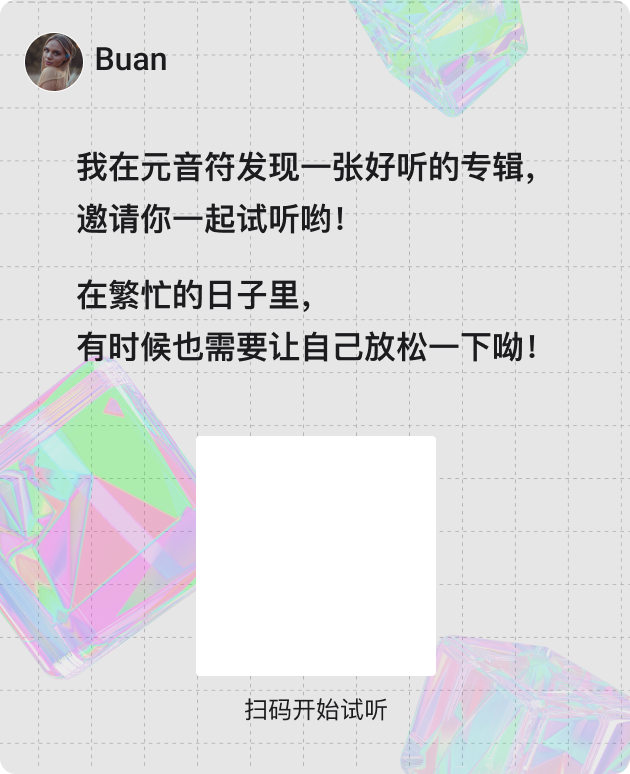 Buan
我在元音符发现一张好听的专辑，
邀请你一起试听哟！
在繁忙的日子里，
有时候也需要让自己放松一下呦！
扫码开始试听